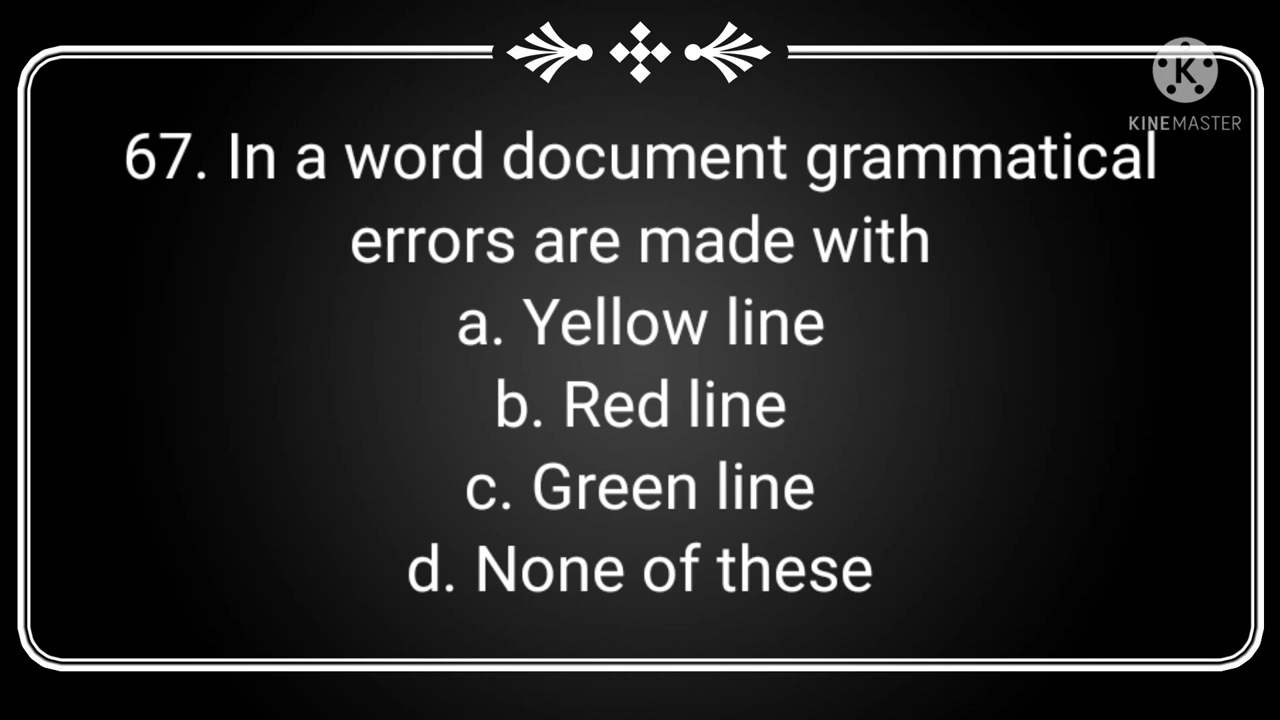 K
KINEMASTER
67. In a word document grammatical
errors are made with
a. Yellow line
b. Red line
c. Green line
d. None of these